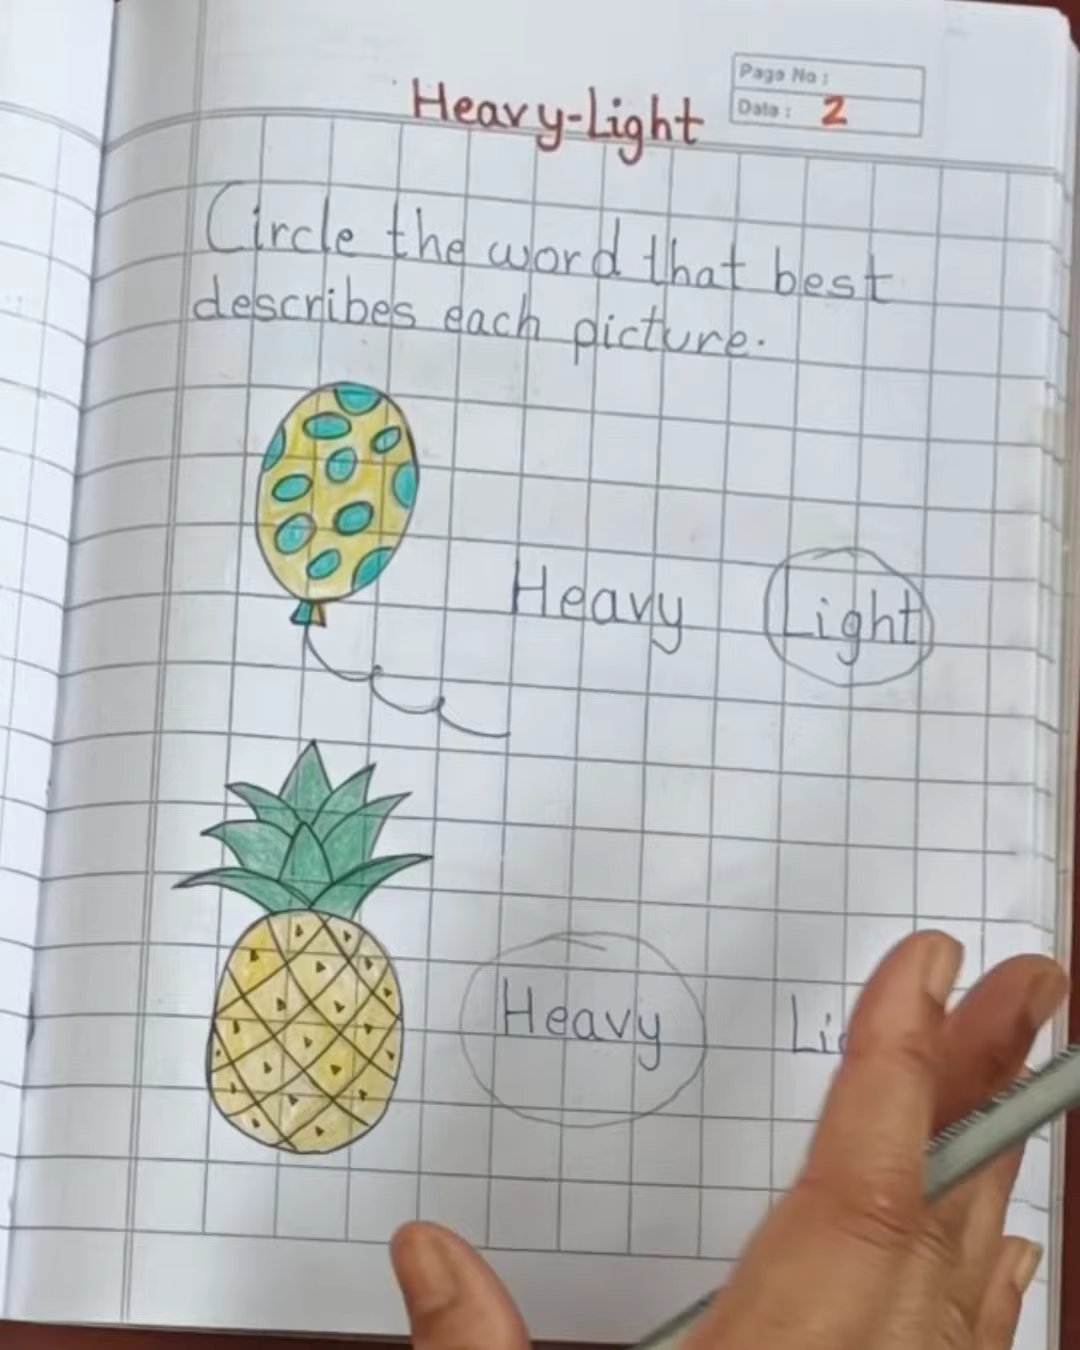 Heavy-Light
Page No :
Date : 2
Circle the word that best
describes each picture.
Heavy Light
Heavy